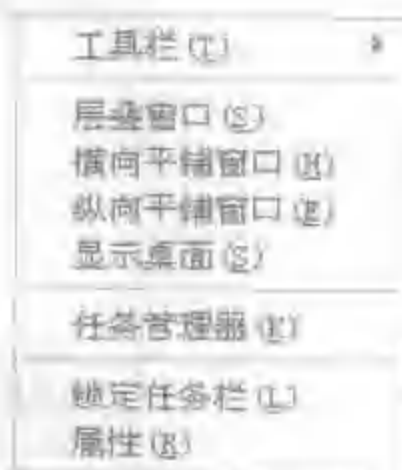 工具栏(T)
层叠窗口(S)
横向平铺窗口(H)
纵向平铺窗口(E)
显示桌面(S)
任务管理器(K)
锁定任务栏(L)
属性(R)